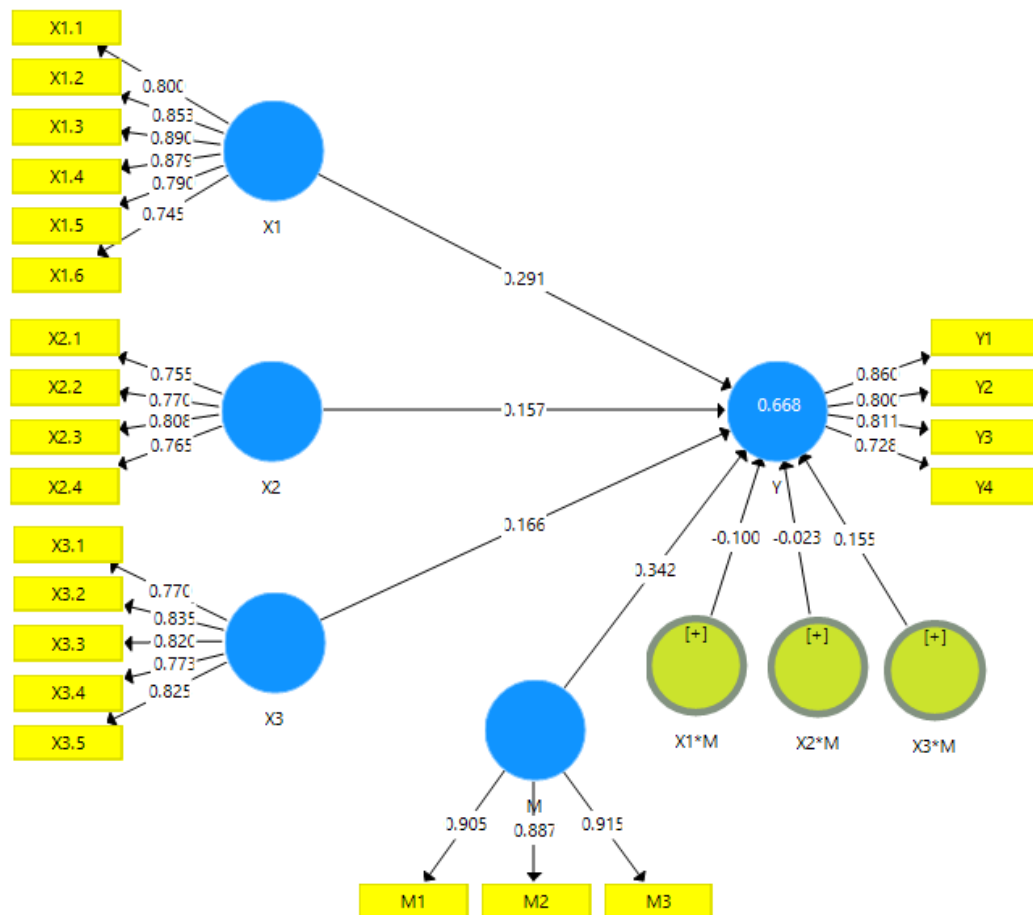 X1.1
X1.2
X1.3
X1.4
X1.5
X1.6
0.800
0.853
0.890
0.879
0.790
0.745
X1
0.291
X2.1
X2.2
X2.3
X2.4
0.755
0.770
0.808
0.765
X2
0.157
X3.1
X3.2
X3.3
X3.4
X3.5
0.770
0.835
0.820
0.773
0.825
X3
0.166
0.668
Y
0.860
0.800
0.811
0.728
Y1
Y2
Y3
Y4
0.342
-0.100
-0.023
0.155
[+]
[+]
[+]
X1*M
X2*M
X3*M
M
0.905
0.887
0.915
M1
M2
M3